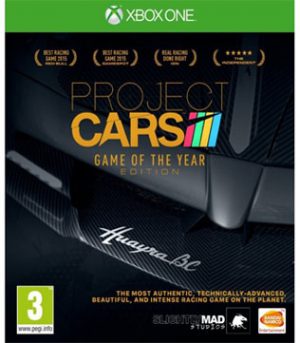 XBOX ONE
BEST RACING
GAME 2015
BEST RACING
GAME 2015
REAL RACING
DONE RIGHT
IGN
THE INDEPENDENT
PROJECT
CARS
GAME OF THE YEAR
EDITION
Huayra Bc
THE MOST AUTHENTIC, TECHNICALLY-ADVANCED,
BEAUTIFUL, AND INTENSE RACING GAME ON THE PLANET.
3
www.pegi.info
SLIGHTLY MAD
STUDIOS
BANDAI
NAMCO
Entertainment